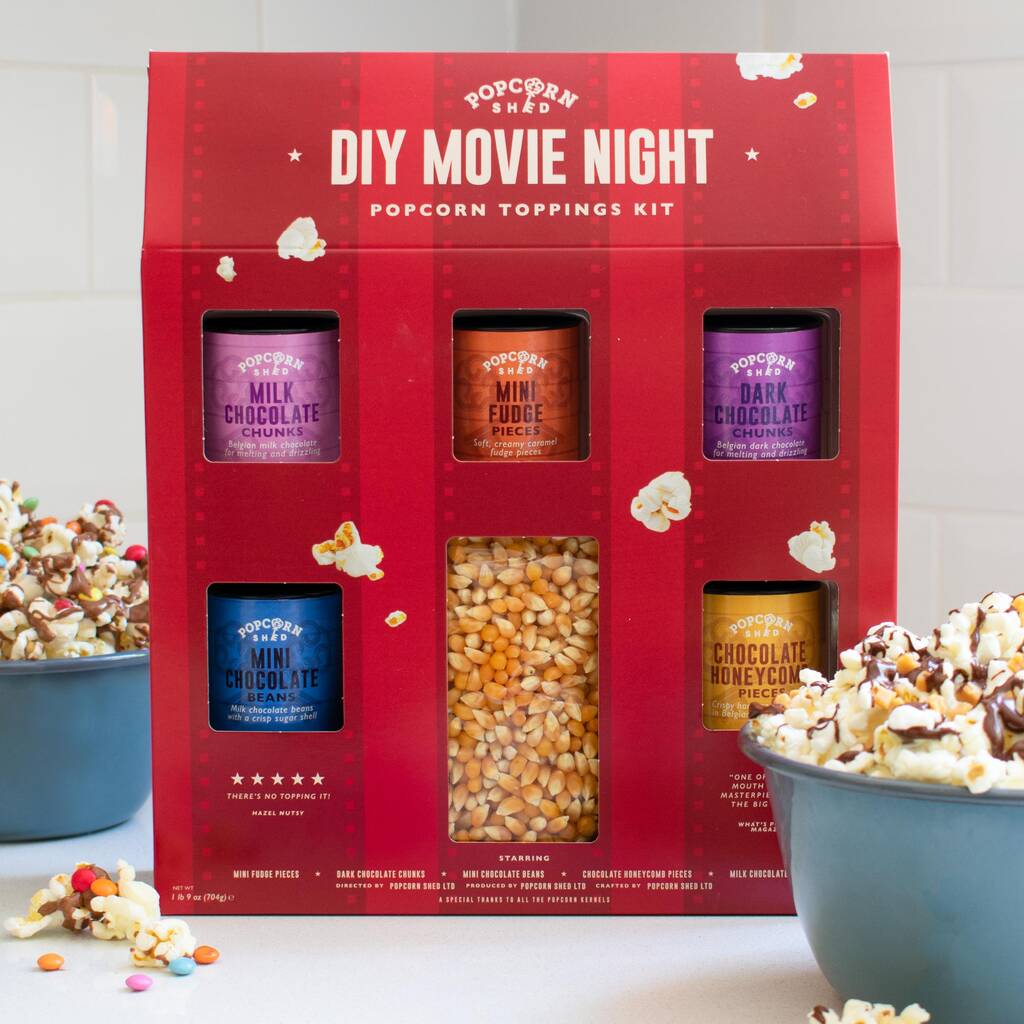 POPCORN
SHED
DIY MOVIE NIGHT
POPCORN TOPPINGS KIT
POPCORN
SHED
MILK
CHOCOLATE
CHUNKS
Belgian milk chocolate
for melting and drizzling
POPCORN
SHED
MINI
FUDGE
PIECES
Soft, creamy caramel
fudge pieces
POPCORN
SHED
DARK
CHOCOLATE
CHUNKS
Belgian dark chocolate
for melting and drizzling
POPCORN
SHED
MINI
CHOCOLATE
BEANS
Milk chocolate beans
with a crisp sugar shell
POPCORN
SHED
CHOCOLATE
HONEYCOMB
PIECES
Crispy
in
★★★★★
THERE'S NO TOPPING IT!
HAZEL NUTSY
"ONE OF
MOUTH
THE BIG
WHAT'S
STARRING
MINI FUDGE PIECES ★ DARK CHOCOLATE CHUNKS ★ MINI CHOCOLATE BEANS ★ CHOCOLATE HONEYCOMB PIECES ★ MILK CHOCOLATE
DIRECTED BY POPCORN SHED LTD PRODUCED BY POPCORN SHED LTD CRAFTED BY POPCORN SHED LTD
A SPECIAL THANKS TO ALL THE POPCORN KERNELS
NET WT
1 lb 9 oz (704g) e